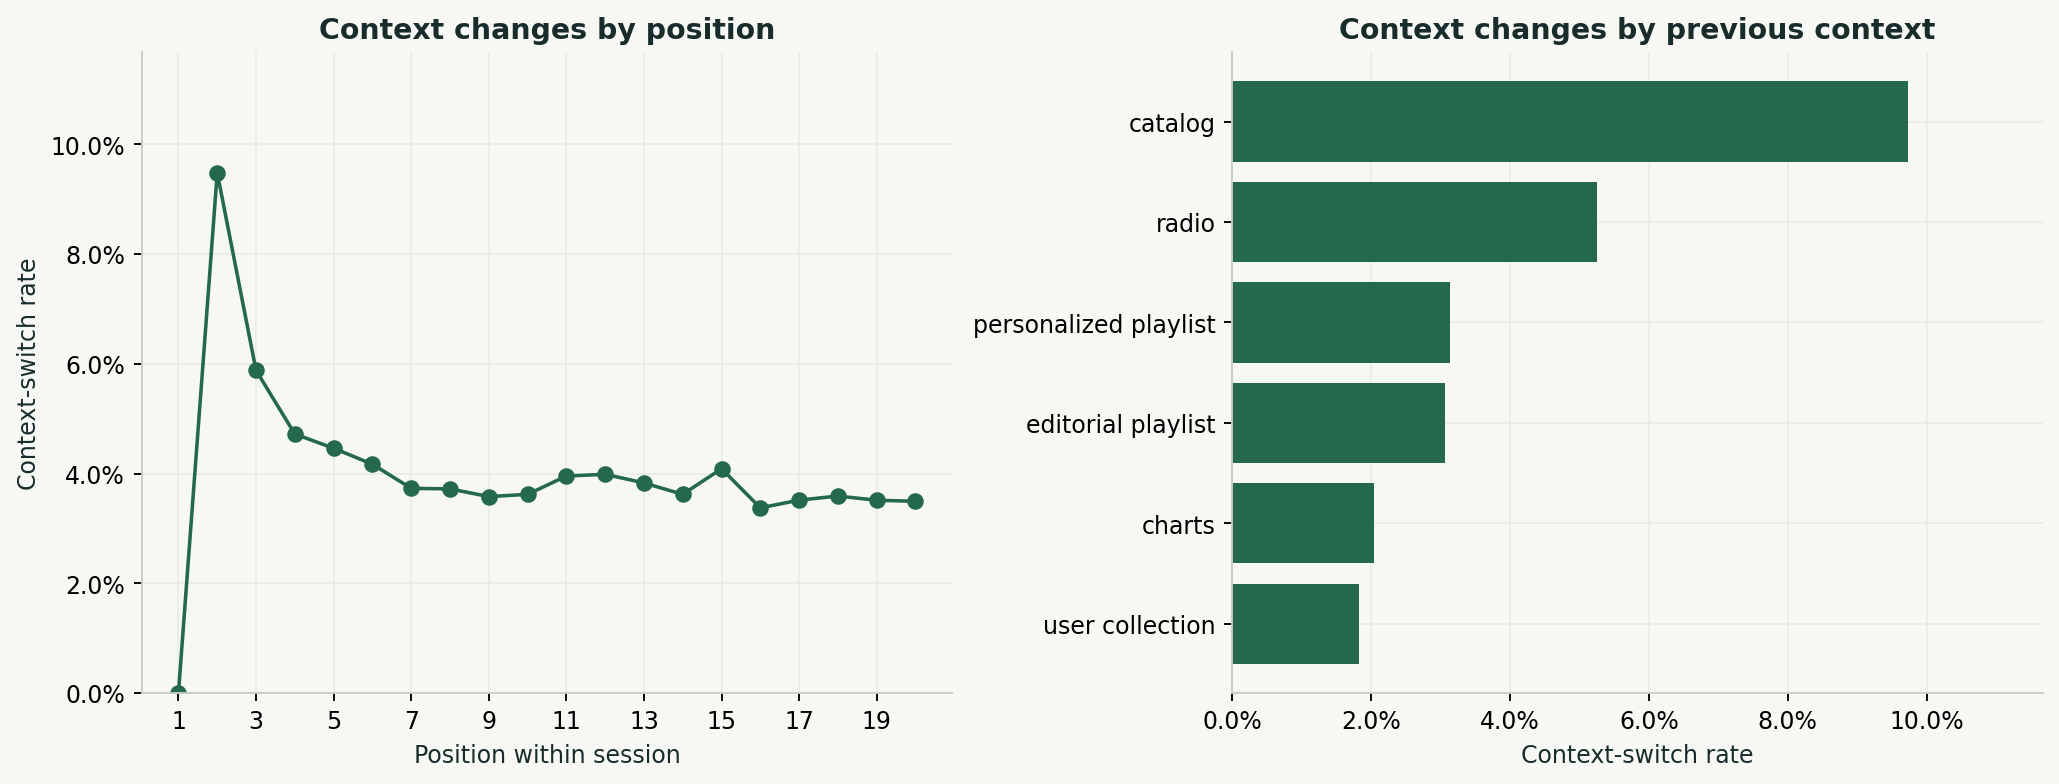 Context changes by position
Context-switch rate
10.0%
8.0%
6.0%
4.0%
2.0%
0.0%
1 3 5 7 9 11 13 15 17 19
Position within session
Context changes by previous context
catalog
radio
personalized playlist
editorial playlist
charts
user collection
0.0% 2.0% 4.0% 6.0% 8.0% 10.0%
Context-switch rate